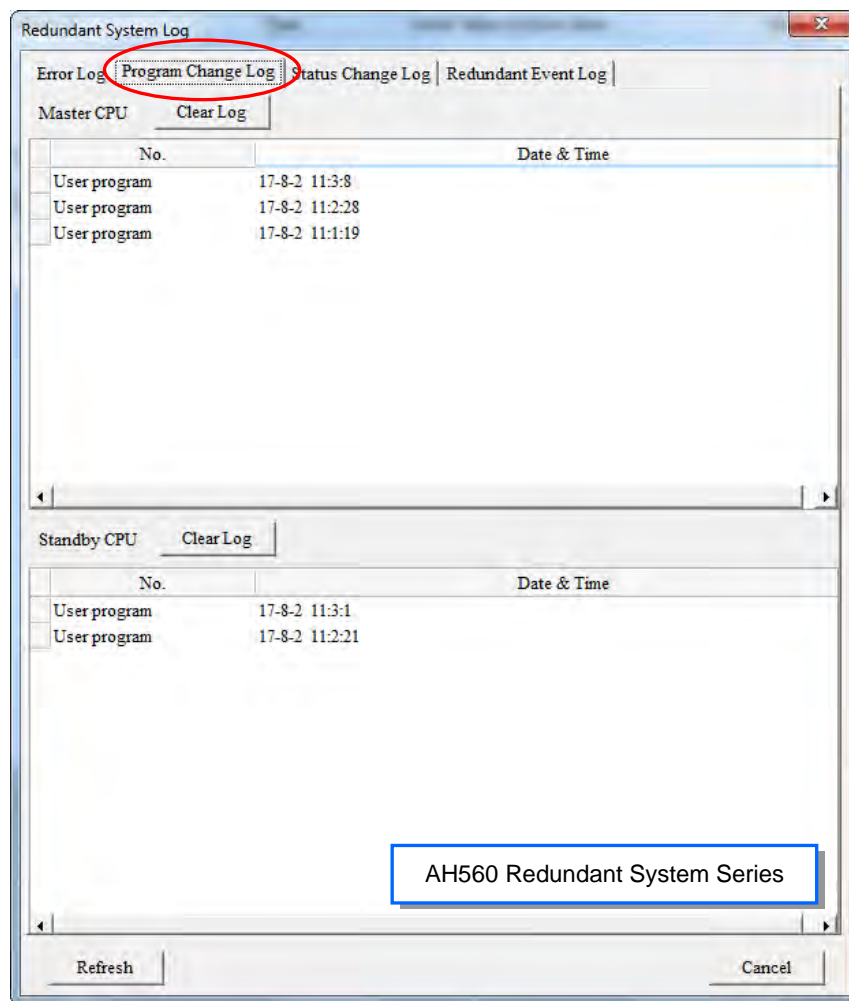 Redundant System Log
Error Log Program Change Log Status Change Log Redundant Event Log
Master CPU Clear Log
No. Date & Time
User program 17-8-2 11:3:8
User program 17-8-2 11:2:28
User program 17-8-2 11:1:19
Standby CPU Clear Log
No. Date & Time
User program 17-8-2 11:3:1
User program 17-8-2 11:2:21
AH560 Redundant System Series
Refresh Cancel